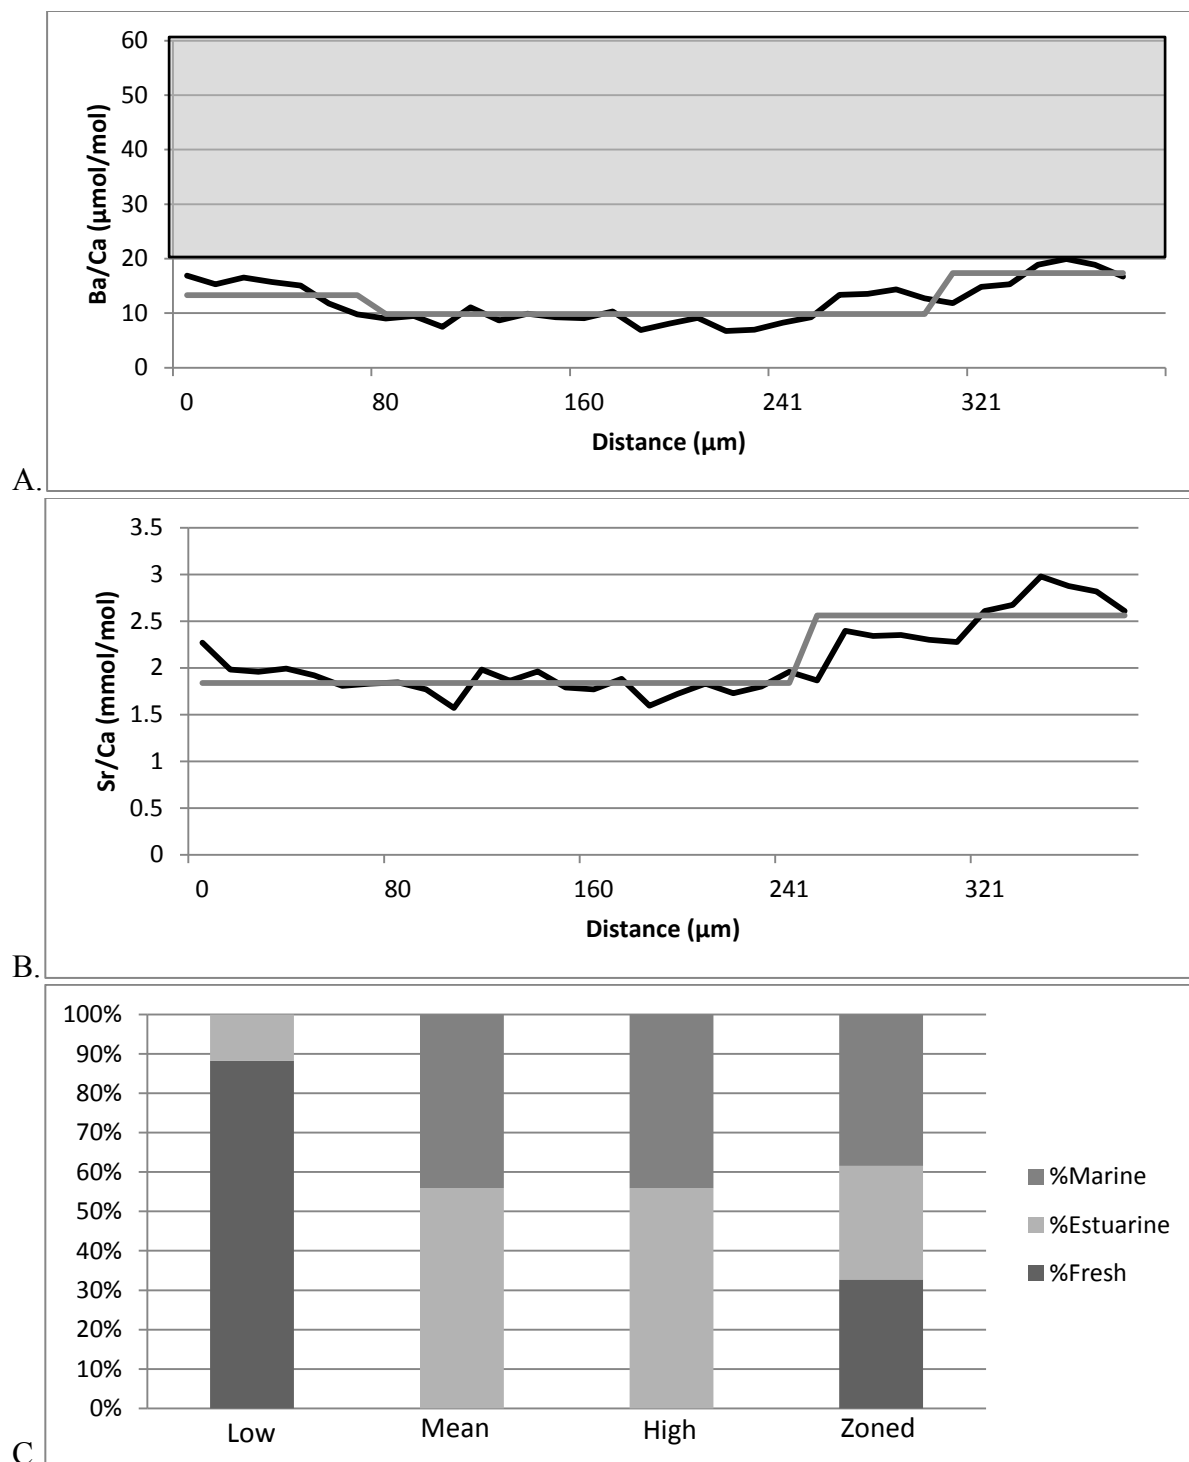 60
50
40
30
20
10
0
Ba/Ca (µmol/mol)
0 80 160 241 321
Distance (µm)
A.
3.5
3
2.5
2
1.5
1
0.5
0
Sr/Ca (mmol/mol)
0 80 160 241 321
Distance (µm)
B.
100%
90%
80%
70%
60%
50%
40%
30%
20%
10%
0%
Low Mean High Zoned
%Marine
%Estuarine
%Fresh
C